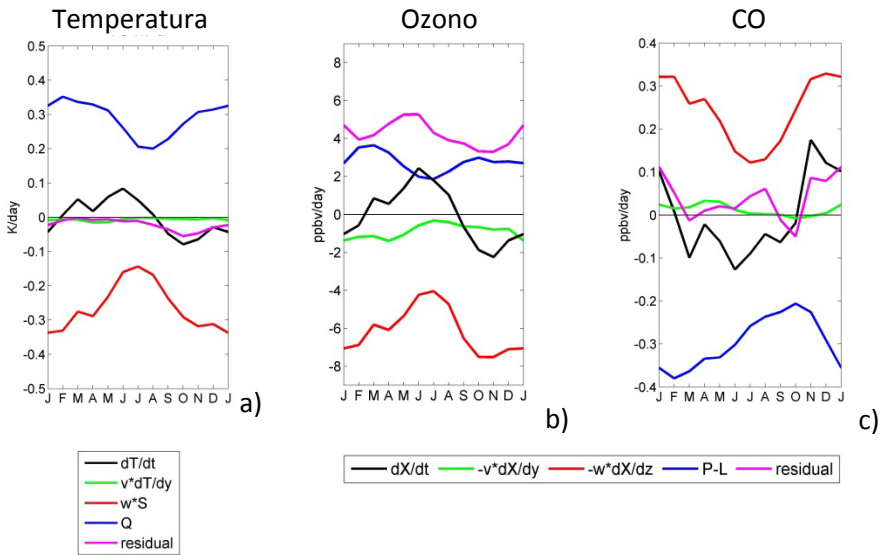 Temperatura
Ozono
CO
0.5
0.4
0.3
0.2
0.1
0
-0.1
-0.2
-0.3
-0.4
-0.5
K/day
J F M A M J J A S O N D J
a)
8
6
4
2
0
-2
-4
-6
-8
ppbv/day
J F M A M J J A S O N D J
b)
0.4
0.3
0.2
0.1
0
-0.1
-0.2
-0.3
-0.4
ppbv/day
J F M A M J J A S O N D J
c)
dT/dt
v*dT/dy
w*S
Q
residual
dX/dt -v*dX/dy -w*dX/dz P-L residual